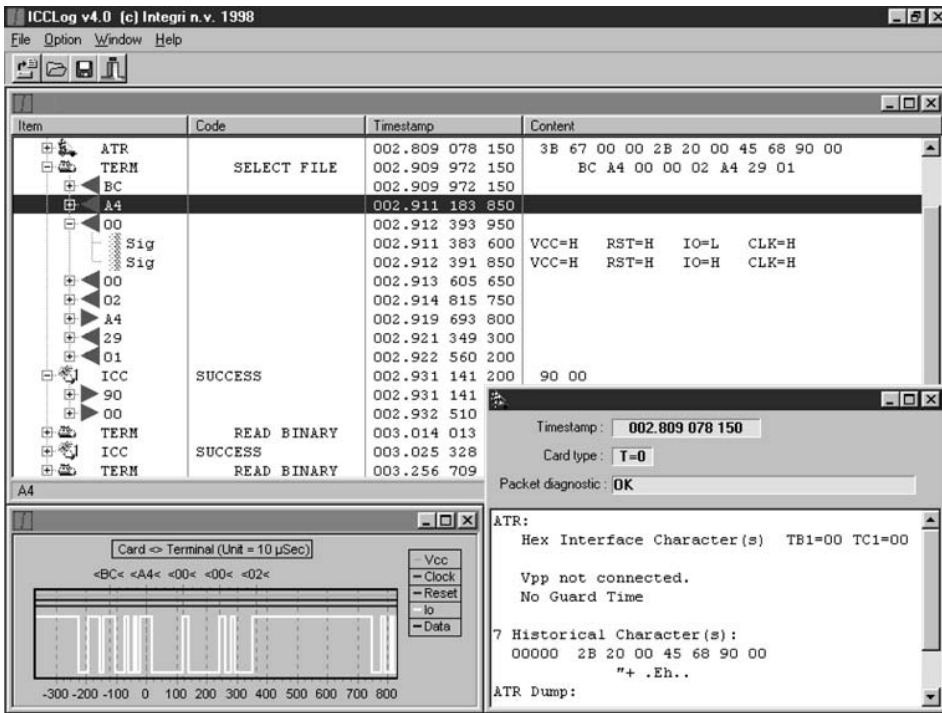 ICCLog v4.0 (c) Integri n.v. 1998
File Option Window Help
Item Code Timestamp Content
ATR 002.809 078 150 3B 67 00 00 2B 20 00 45 68 90 00
TERM SELECT FILE 002.909 972 150 BC A4 00 00 02 A4 29 01
BC 002.909 972 150
A4 002.911 183 850
00 002.912 393 950
Sig 002.911 383 600 VCC=H RST=H IO=L CLK=H
Sig 002.912 391 850 VCC=H RST=H IO=H CLK=H
00 002.913 605 650
02 002.914 815 750
A4 002.919 693 800
29 002.921 349 300
01 002.922 560 200
ICC SUCCESS 002.931 141 200 90 00
90 002.931 141
00 002.932 510
TERM READ BINARY 003.014 013
ICC SUCCESS 003.025 328
TERM READ BINARY 003.256 709
A4
Timestamp : 002.809 078 150
Card type : T=0
Packet diagnostic : OK
ATR:
Hex Interface Character(s) TB1=00 TC1=00
Vpp not connected.
No Guard Time
7 Historical Character(s):
00000 2B 20 00 45 68 90 00
"+ .Eh..
ATR Dump:
Card <> Terminal (Unit = 10 µSec)
<BC< <A4< <00< <00< <02<
Vcc
Clock
Reset
Io
Data
-300 -200 -100 0 100 200 300 400 500 600 700 800